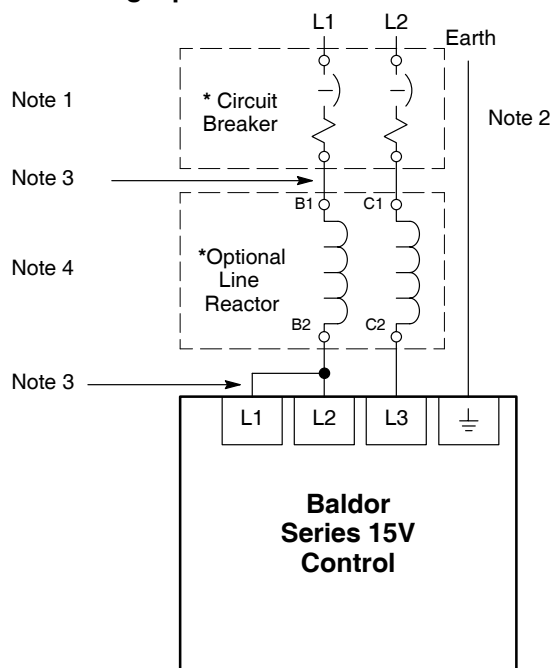 L1 L2
Earth
Note 1
* Circuit
Breaker
Note 2
Note 3
B1 C1
Note 4
*Optional
Line
Reactor
B2 C2
Note 3
L1 L2 L3
Baldor
Series 15V
Control